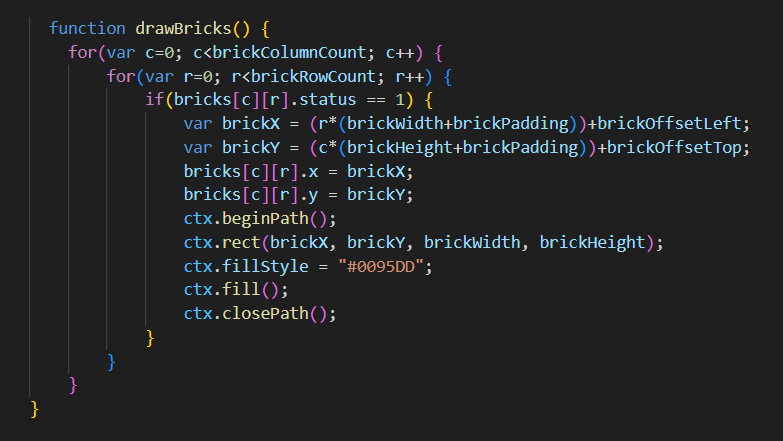 function drawBricks() {
for(var c=0; c<brickColumnCount; c++) {
for(var r=0; r<brickRowCount; r++) {
if(bricks[c][r].status == 1) {
var brickX = (r*(brickWidth+brickPadding))+brickOffsetLeft;
var brickY = (c*(brickHeight+brickPadding))+brickOffsetTop;
bricks[c][r].x = brickX;
bricks[c][r].y = brickY;
ctx.beginPath();
ctx.rect(brickX, brickY, brickWidth, brickHeight);
ctx.fillStyle = "#0095DD";
ctx.fill();
ctx.closePath();
}
}
}
}